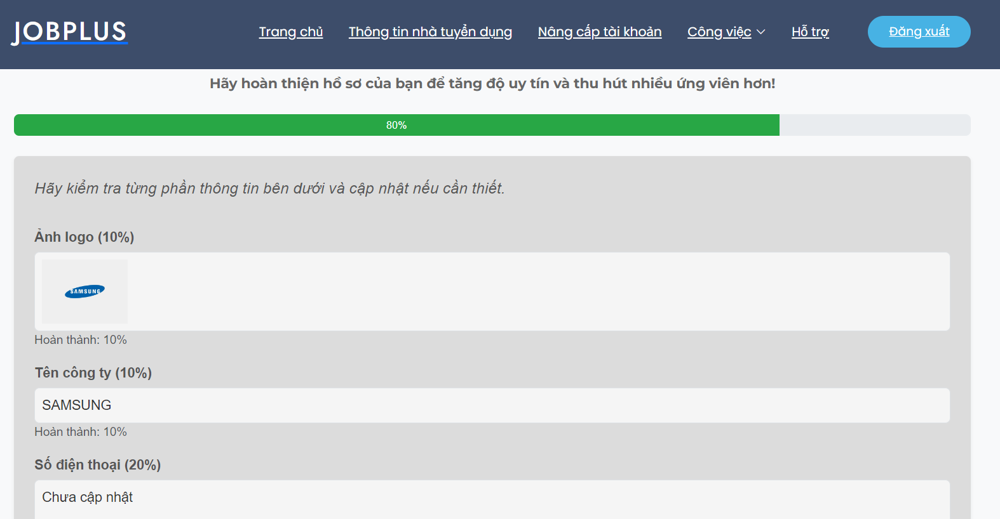 JOBPLUS
Trang chủ Thông tin nhà tuyển dụng Nâng cấp tài khoản Công việc Hỗ trợ Đăng xuất
Hãy hoàn thiện hồ sơ của bạn để tăng độ uy tín và thu hút nhiều ứng viên hơn!
80%
Hãy kiểm tra từng phần thông tin bên dưới và cập nhật nếu cần thiết.
Ảnh logo (10%)
SAMSUNG
Hoàn thành: 10%
Tên công ty (10%)
SAMSUNG
Hoàn thành: 10%
Số điện thoại (20%)
Chưa cập nhật